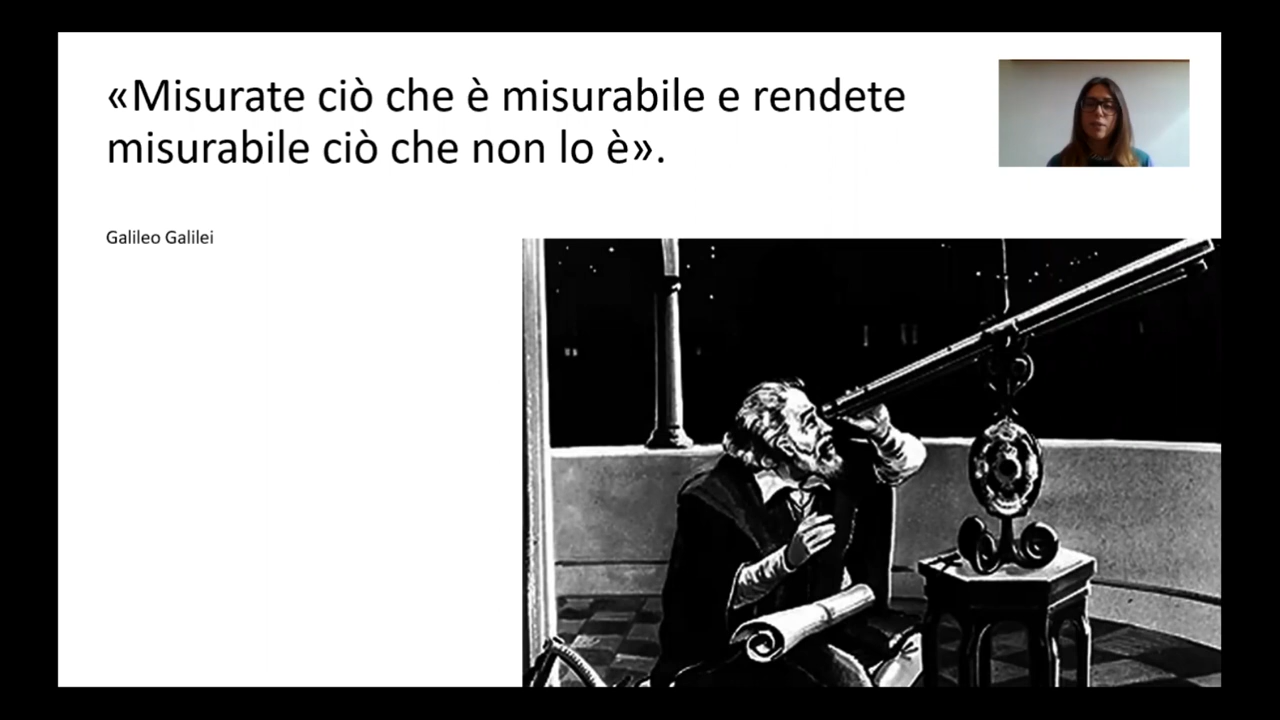 «Misurate ciò che è misurabile e rendete
misurabile ciò che non lo è».
Galileo Galilei